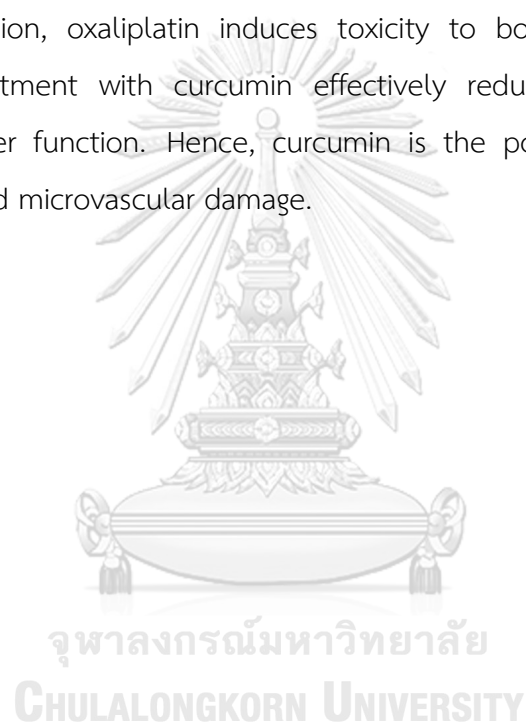 ion, oxaliplatin induces toxicity to bo
tment with curcumin effectively redu
er function. Hence, curcumin is the po
d microvascular damage.
จุฬาลงกรณ์มหาวิทยาลัย
CHULALONGKORN UNIVERSITY